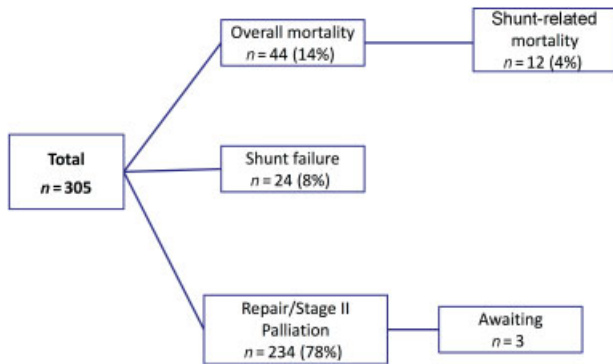 Overall mortality
n = 44 (14%)
Shunt-related
mortality
n = 12 (4%)
Total
n = 305
Shunt failure
n = 24 (8%)
Repair/Stage II
Palliation
n = 234 (78%)
Awaiting
n = 3